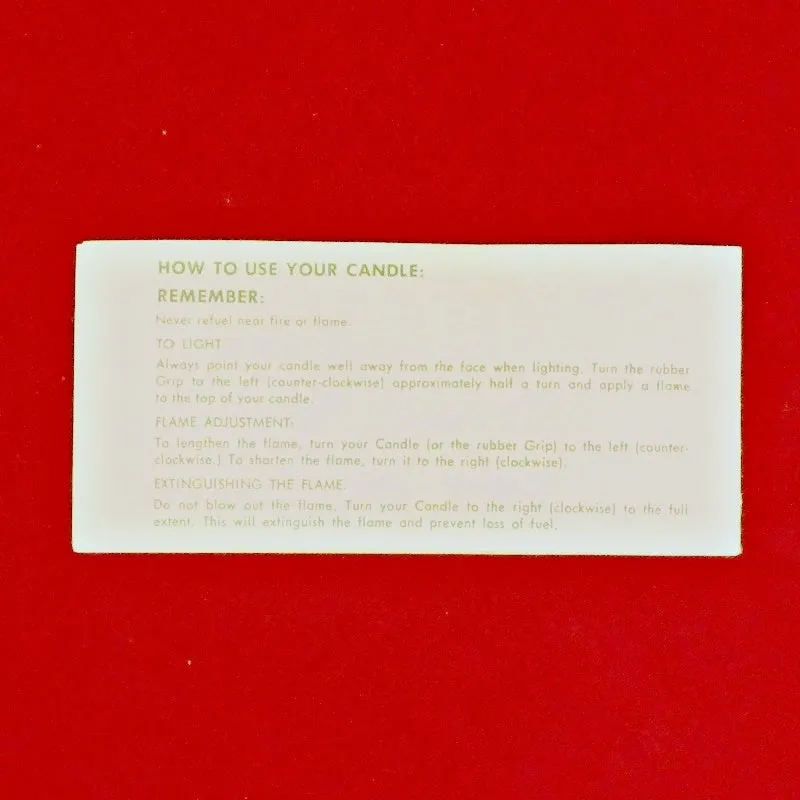 HOW TO USE YOUR CANDLE:
REMEMBER:
Never refuel near fire or flame.
TO LIGHT
Always point your candle well away from the face when lighting. Turn the rubber
Grip to the left (counter-clockwise) approximately half a turn and apply a flame
to the top of your candle.
FLAME ADJUSTMENT:
To lengthen the flame, turn your Candle (or the rubber Grip) to the left (counter-
clockwise.) To shorten the flame, turn it to the right (clockwise).
EXTINGUISHING THE FLAME.
Do not blow out the flame. Turn your Candle to the right (clockwise) to the full
extent. This will extinguish the flame and prevent loss of fuel.